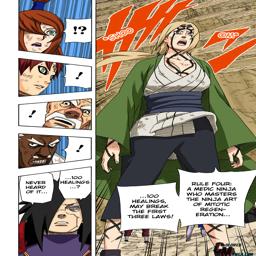 !?
!
!
!
...100
HEALINGS
...?
NEVER
HEARD OF
IT...
RULE FOUR:
A MEDIC NINJA
WHO MASTERS
THE NINJA ART
OF MITOTIC
REGEN-
ERATION...
...100
HEALINGS,
MAY BREAK
THE FIRST
THREE LAWS!